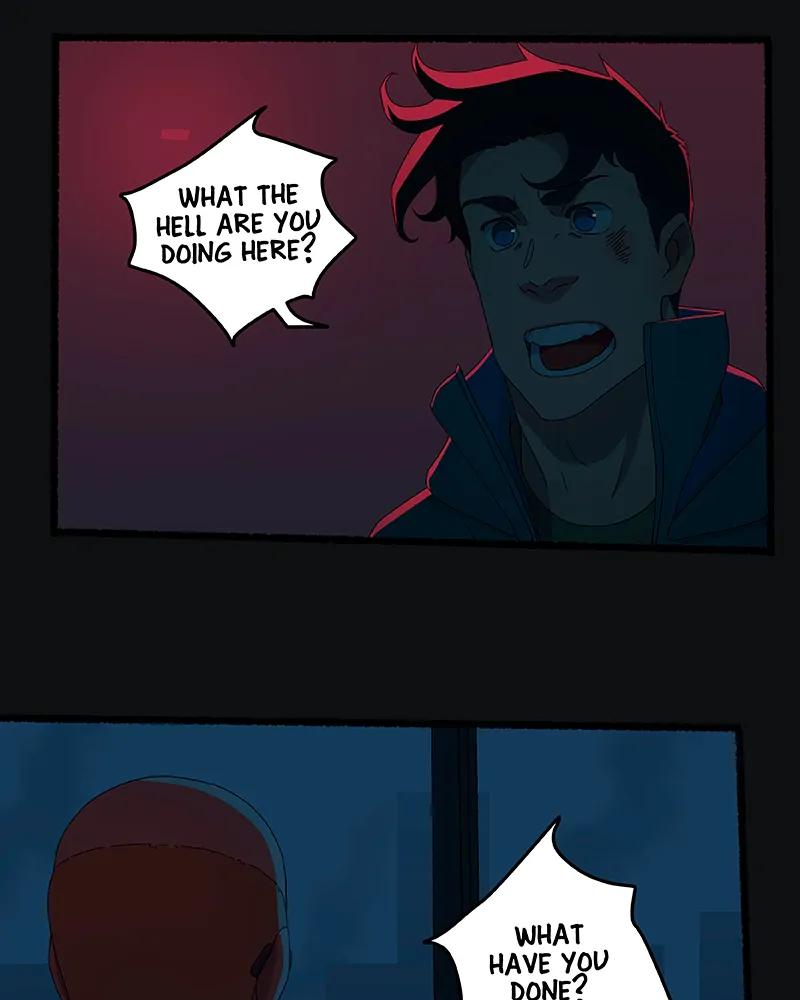 WHAT THE
HELL ARE YOU
DOING HERE?
WHAT
HAVE YOU
DONE?